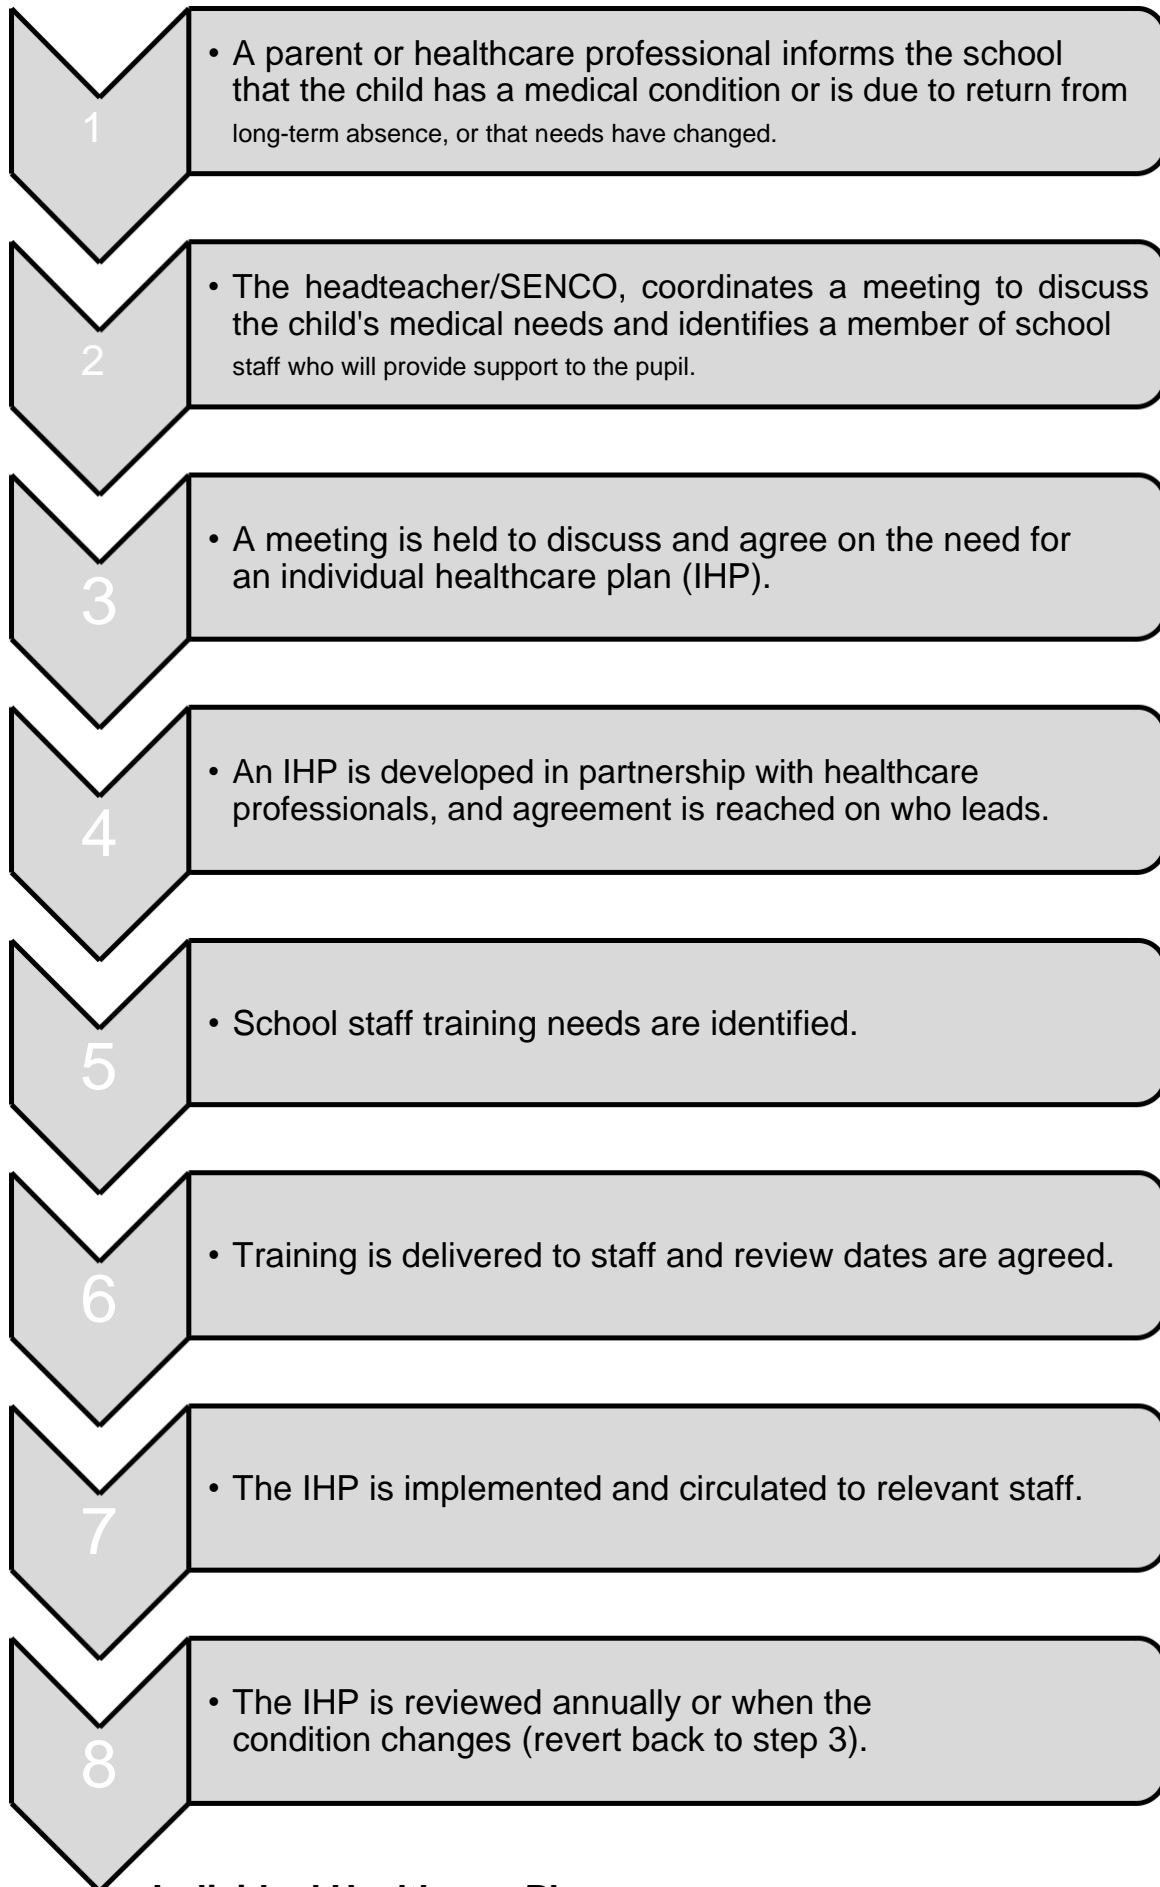 1
• A parent or healthcare professional informs the school
that the child has a medical condition or is due to return from
long-term absence, or that needs have changed.
2
• The headteacher/SENCO, coordinates a meeting to discuss
the child's medical needs and identifies a member of school
staff who will provide support to the pupil.
3
• A meeting is held to discuss and agree on the need for
an individual healthcare plan (IHP).
4
• An IHP is developed in partnership with healthcare
professionals, and agreement is reached on who leads.
5
• School staff training needs are identified.
6
• Training is delivered to staff and review dates are agreed.
7
• The IHP is implemented and circulated to relevant staff.
8
• The IHP is reviewed annually or when the
condition changes (revert back to step 3).